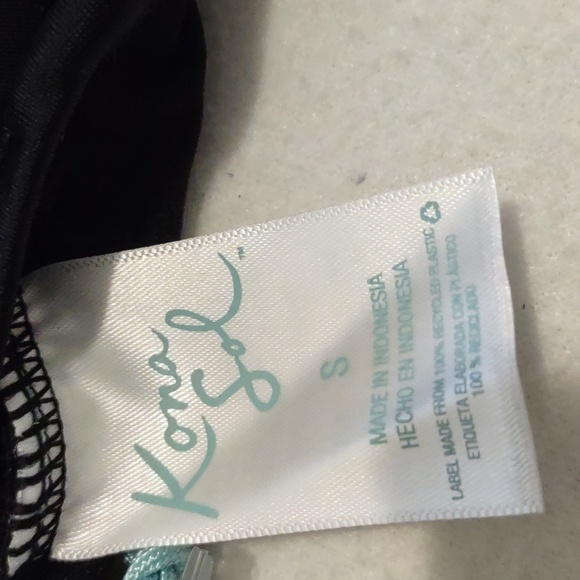 Kona
Sol™
S
MADE IN INDONESIA
HECHO EN INDONESIA
LABEL MADE FROM 100% RECYCLED PLASTIC
ETIQUETA ELABORADA CON PLÁSTICO
100 % RECICLADO